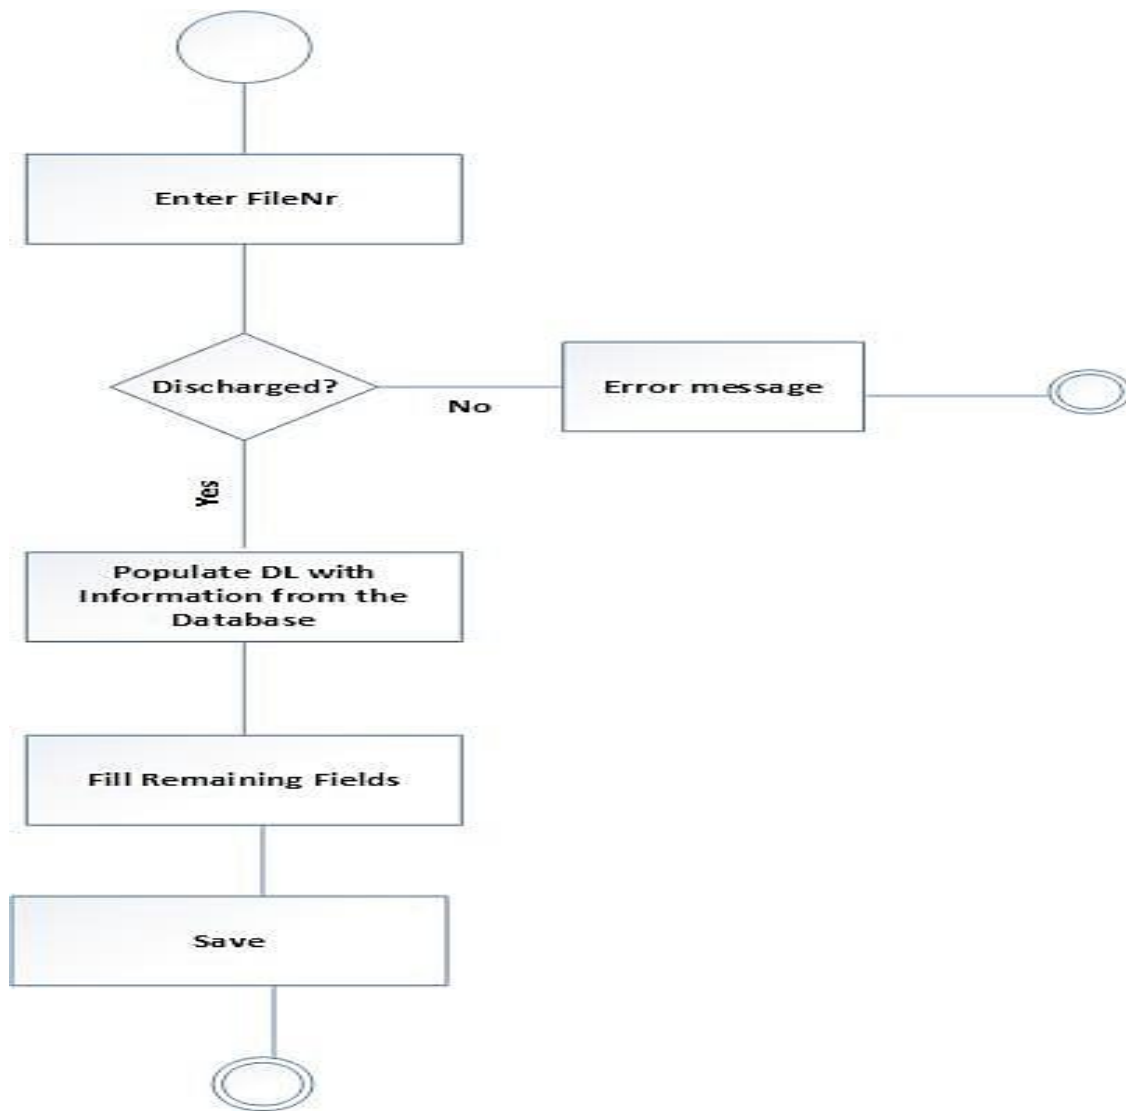 Enter FileNr
Discharged?
No
Error message
Yes
Populate DL with
Information from the
Database
Fill Remaining Fields
Save